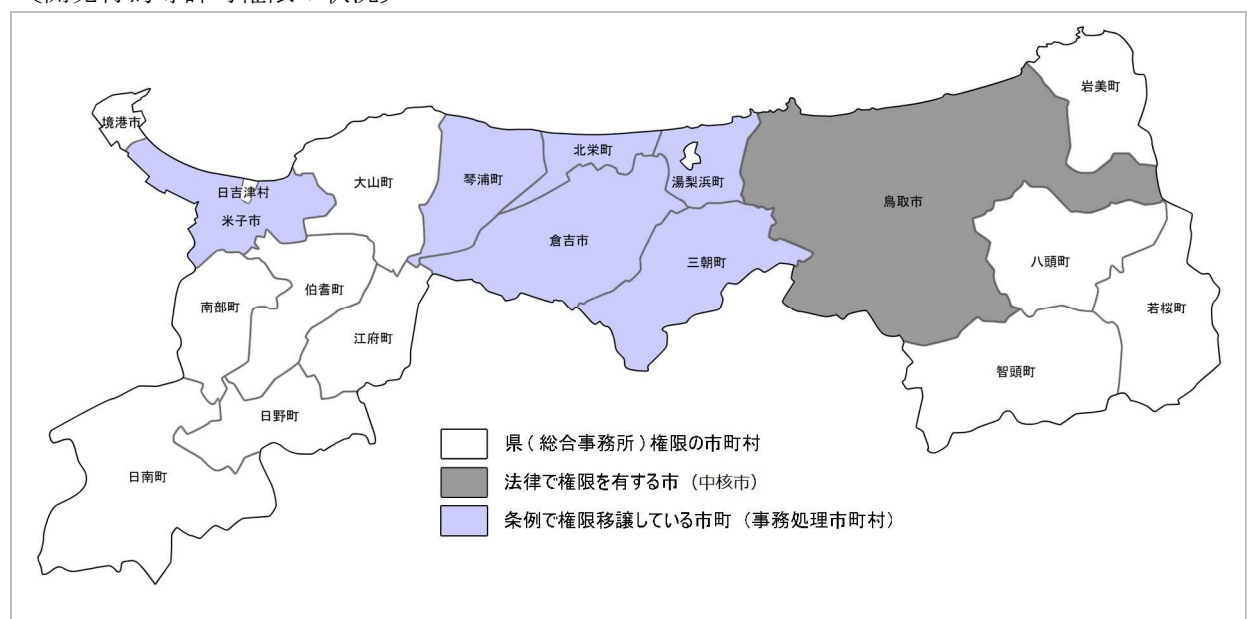 岩美町
境港市
北栄町
大山町
琴浦町
湯梨浜町
日吉津村
鳥取市
米子市
倉吉市
三朝町
八頭町
伯耆町
南部町
若桜町
江府町
智頭町
日野町
日南町
県(総合事務所)権限の市町村
法律で権限を有する市 (中核市)
条例で権限移譲している市町 (事務処理市町村)